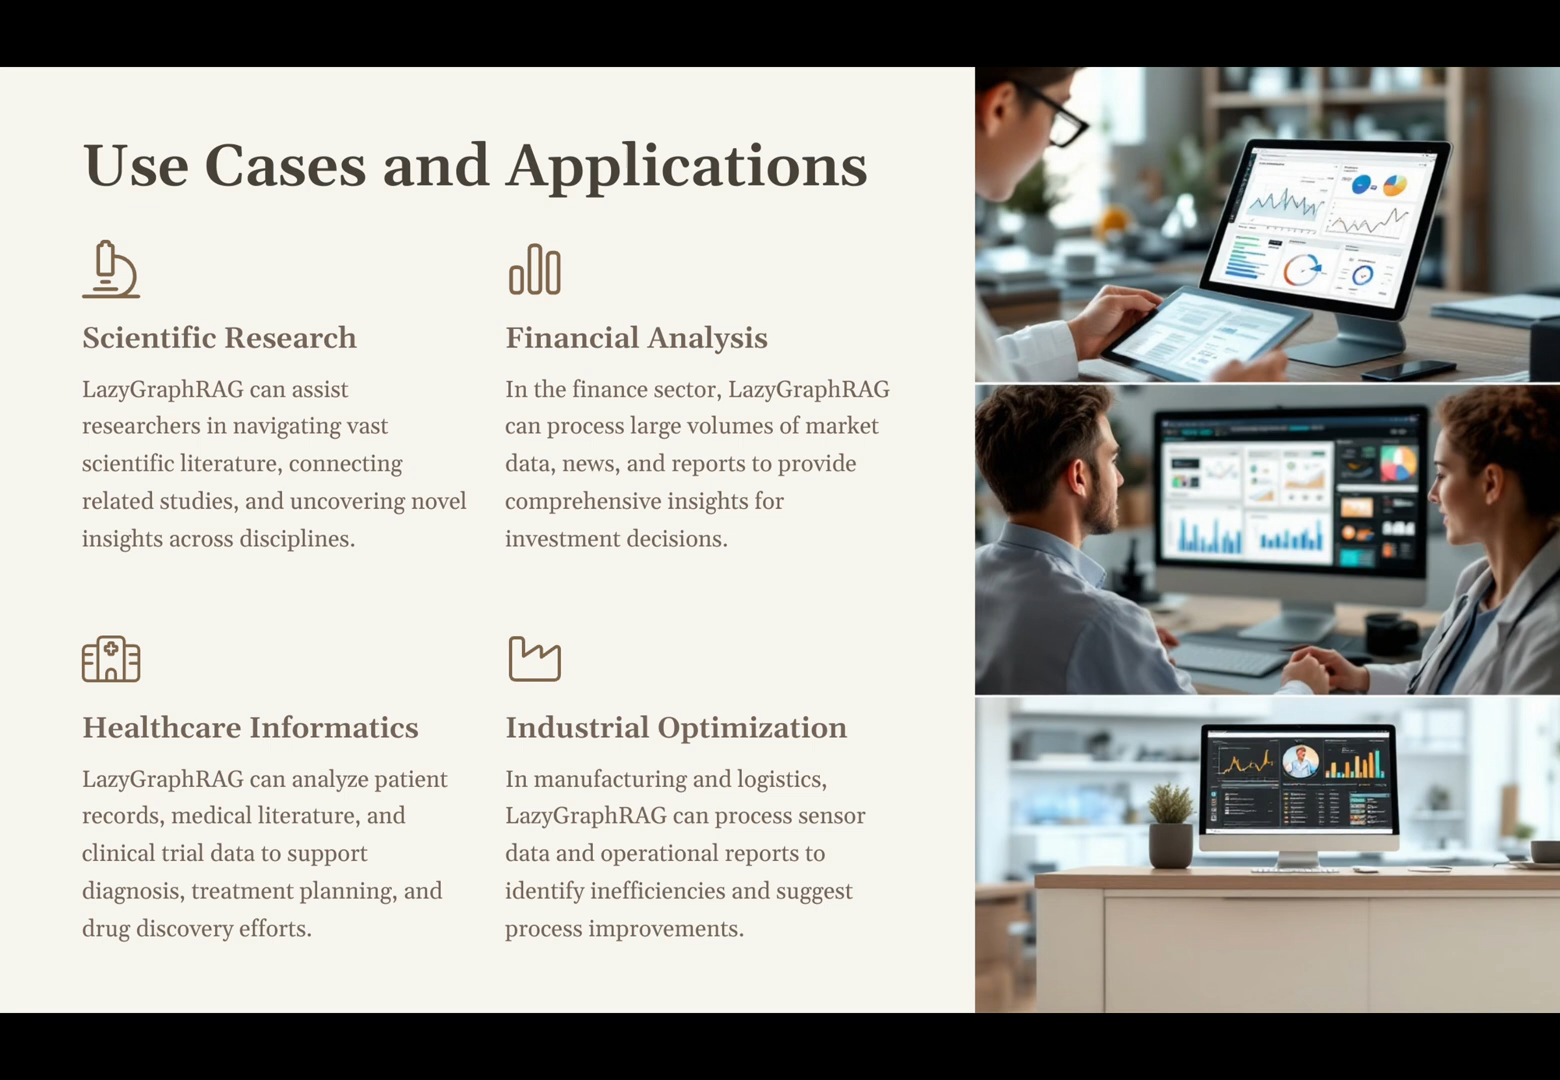 Use Cases and Applications
Scientific Research
LazyGraphRAG can assist
researchers in navigating vast
scientific literature, connecting
related studies, and uncovering novel
insights across disciplines.
Financial Analysis
In the finance sector, LazyGraphRAG
can process large volumes of market
data, news, and reports to provide
comprehensive insights for
investment decisions.
Healthcare Informatics
LazyGraphRAG can analyze patient
records, medical literature, and
clinical trial data to support
diagnosis, treatment planning, and
drug discovery efforts.
Industrial Optimization
In manufacturing and logistics,
LazyGraphRAG can process sensor
data and operational reports to
identify inefficiencies and suggest
process improvements.